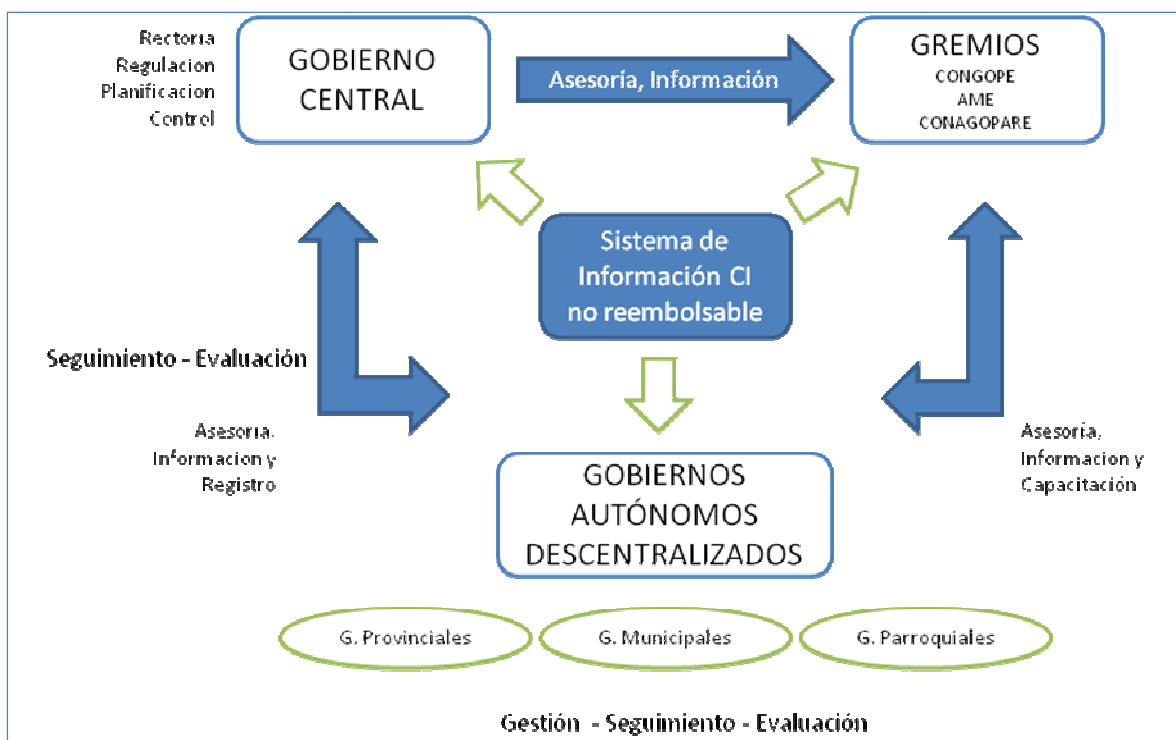 Rectoria
Regulacion
Planificacion
Control
GOBIERNO
CENTRAL
Asesoría, Información
GREMIOS
CONGOPE
AME
CONAGOPARE
Sistema de
Información CI
no reembolsable
Seguimiento - Evaluación
Asesoria.
Informacion y
Registro
Asesoría,
Informacion y
Capacitación
GOBIERNOS
AUTÓNOMOS
DESCENTRALIZADOS
G. Provinciales
G. Municipales
G. Parroquiales
Gestión - Seguimiento - Evaluación